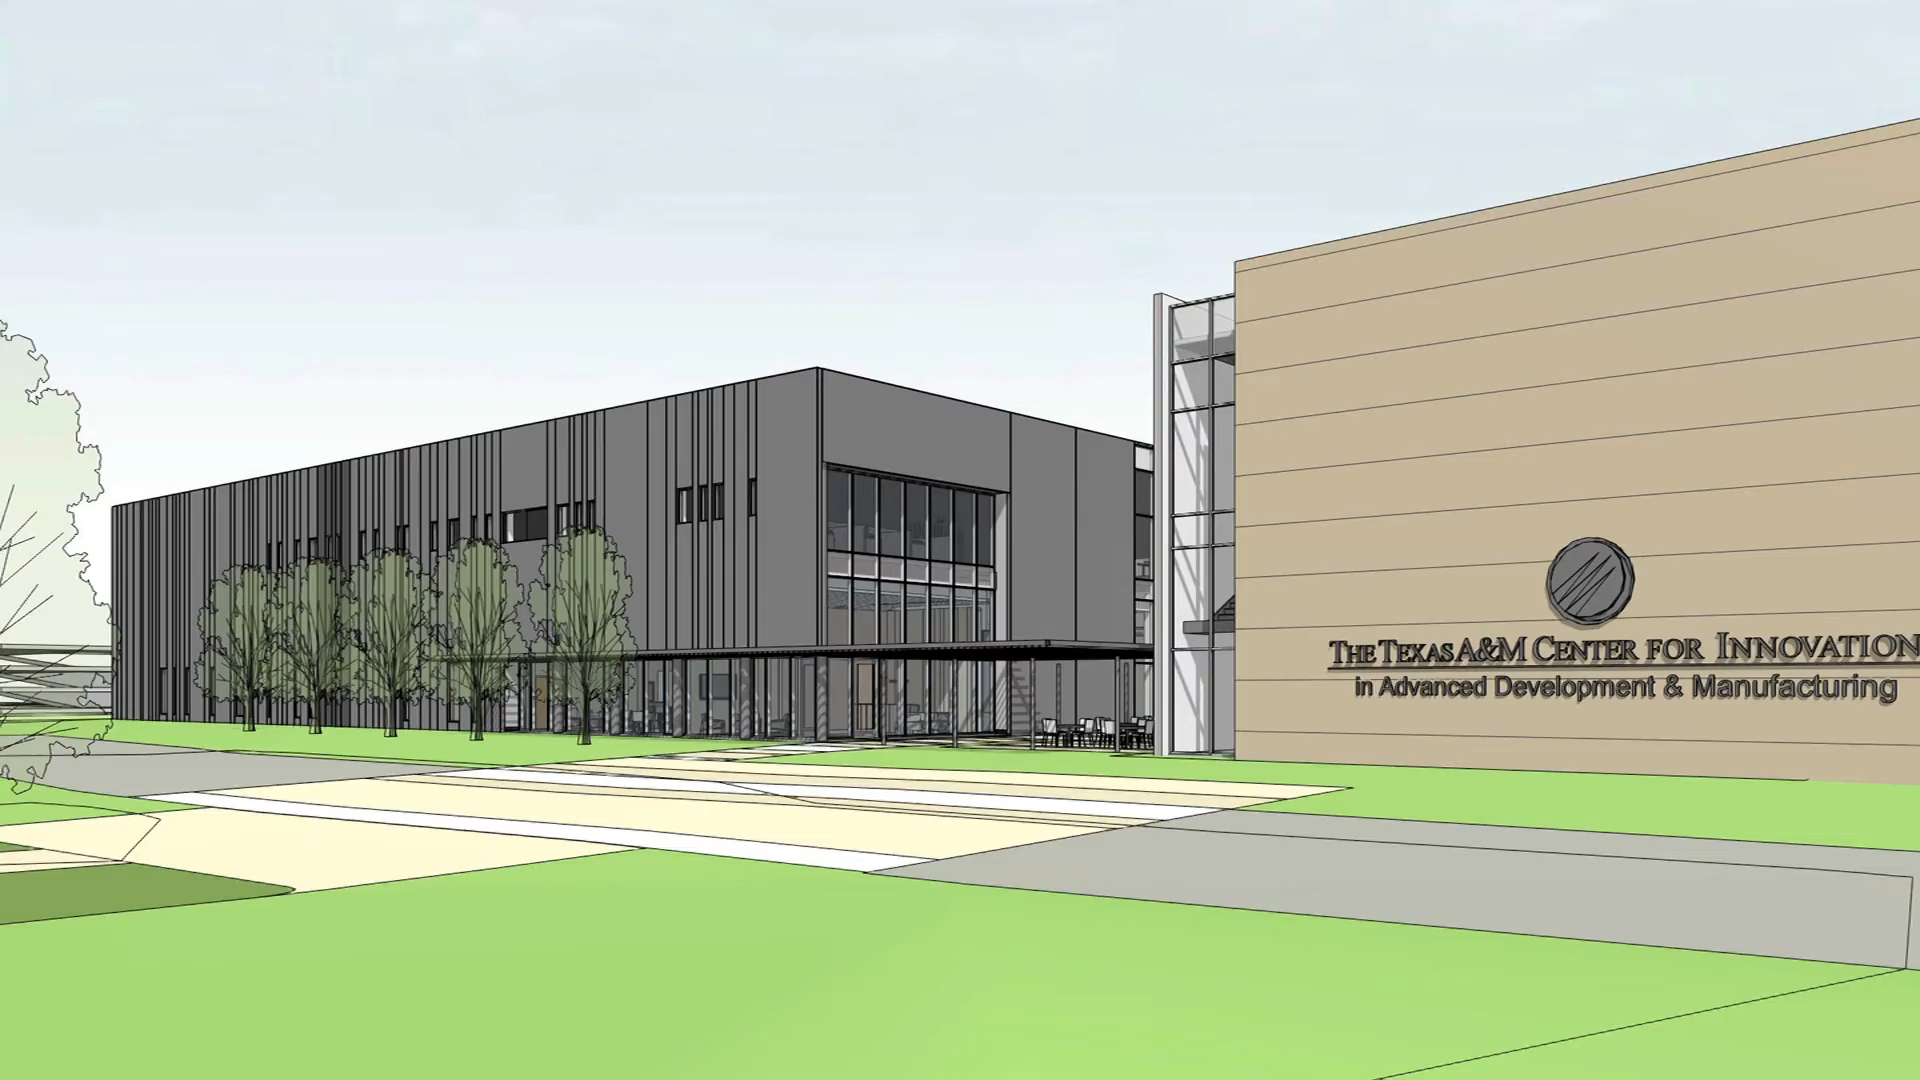 THE TEXAS A&M CENTER FOR INNOVATION
in Advanced Development & Manufacturing